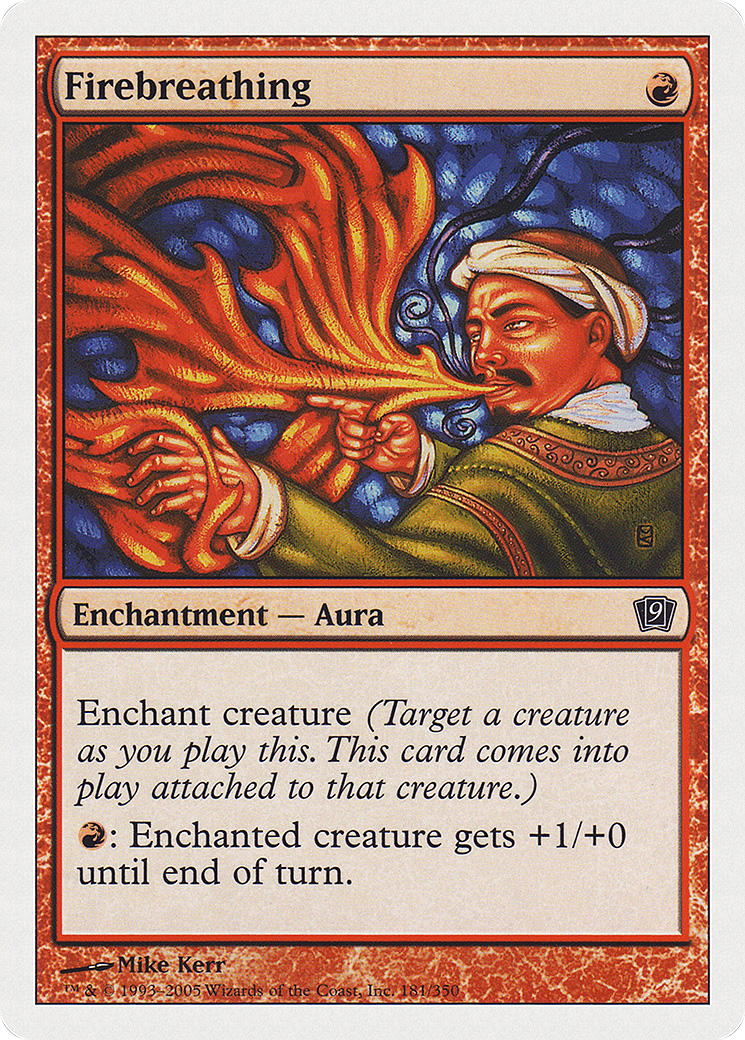 Firebreathing
Enchantment — Aura
9
Enchant creature (Target a creature
as you play this. This card comes into
play attached to that creature.)
: Enchanted creature gets +1/+0
until end of turn.
Mike Kerr
™ & © 1993–2005 Wizards of the Coast, Inc. 181/350